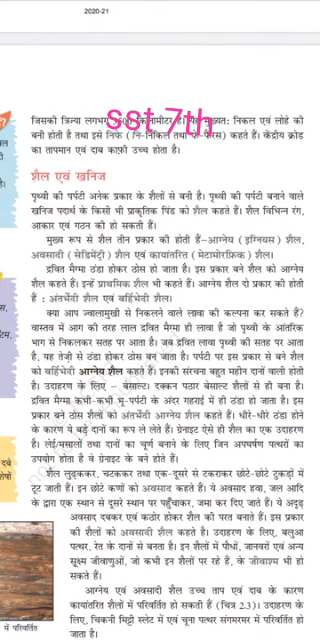 2020-21
जिसकी त्रिज्या लगभग 3500 किलोमीटर है। यह मुख्यत: निकल एवं लोहे की
बनी होती है तथा इसे निफे (नि-निकिल तथा फे-फैरस) कहते हैं। केंद्रीय क्रोड
का तापमान एवं दाब काफ़ी उच्च होता है।
sst 7th
शैल एवं खनिज
पृथ्वी की पर्पटी अनेक प्रकार के शैलों से बनी है। पृथ्वी की पर्पटी बनाने वाले
खनिज पदार्थ के किसी भी प्राकृतिक पिंड को शैल कहते हैं। शैल विभिन्न रंग,
आकार एवं गठन की हो सकती हैं।
मुख्य रूप से शैल तीन प्रकार की होती हैं–आग्नेय (इग्नियस) शैल,
अवसादी (सेडिमेंट्री) शैल एवं कायांतरित (मेटामोरफ़िक) शैल।
द्रवित मैग्मा ठंडा होकर ठोस हो जाता है। इस प्रकार बने शैल को आग्नेय
शैल कहते हैं। इन्हें प्राथमिक शैल भी कहते हैं। आग्नेय शैल दो प्रकार की होती
हैं : अंतर्भेदी शैल एवं बहिर्भेदी शैल।
क्या आप ज्वालामुखी से निकलने वाले लावा की कल्पना कर सकते हैं?
वास्तव में आग की तरह लाल द्रवित मैग्मा ही लावा है जो पृथ्वी के आंतरिक
भाग से निकलकर सतह पर आता है। जब द्रवित लावा पृथ्वी की सतह पर आता
है, यह तेज़ी से ठंडा होकर ठोस बन जाता है। पर्पटी पर इस प्रकार से बने शैल
को बहिर्भेदी आग्नेय शैल कहते हैं। इनकी संरचना बहुत महीन दानों वाली होती
है। उदाहरण के लिए – बेसाल्ट। दक्कन पठार बेसाल्ट शैलों से ही बना है।
द्रवित मैग्मा कभी-कभी भू-पर्पटी के अंदर गहराई में ही ठंडा हो जाता है। इस
प्रकार बने ठोस शैलों को अंतर्भेदी आग्नेय शैल कहते हैं। धीरे-धीरे ठंडा होने
के कारण ये बड़े दानों का रूप ले लेते हैं। ग्रेनाइट ऐसे ही शैल का एक उदाहरण
है। लेई/मसालों तथा दानों का चूर्ण बनाने के लिए जिन अपघर्षण पत्थरों का
उपयोग होता है वे ग्रेनाइट के बने होते हैं।
शैल लुढ़ककर, चटककर तथा एक-दूसरे से टकराकर छोटे-छोटे टुकड़ों में
टूट जाती हैं। इन छोटे कणों को अवसाद कहते हैं। ये अवसाद हवा, जल आदि
के द्वारा एक स्थान से दूसरे स्थान पर पहुँचाकर, जमा कर दिए जाते हैं। ये अदृढ़
अवसाद दबकर एवं कठोर होकर शैल की परत बनाते हैं। इस प्रकार
की शैलों को अवसादी शैल कहते हैं। उदाहरण के लिए, बलुआ
पत्थर, रेत के दानों से बनता है। इन शैलों में पौधों, जानवरों एवं अन्य
सूक्ष्म जीवाणुओं, जो कभी इन शैलों पर रहे हैं, के जीवाश्म भी हो
सकते हैं।
आग्नेय एवं अवसादी शैल उच्च ताप एवं दाब के कारण
कायांतरित शैलों में परिवर्तित हो सकती हैं (चित्र 2.3)। उदाहरण के
लिए, चिकनी मिट्टी स्लेट में एवं चूना पत्थर संगमरमर में परिवर्तित हो
जाता है।
में परिवर्तित